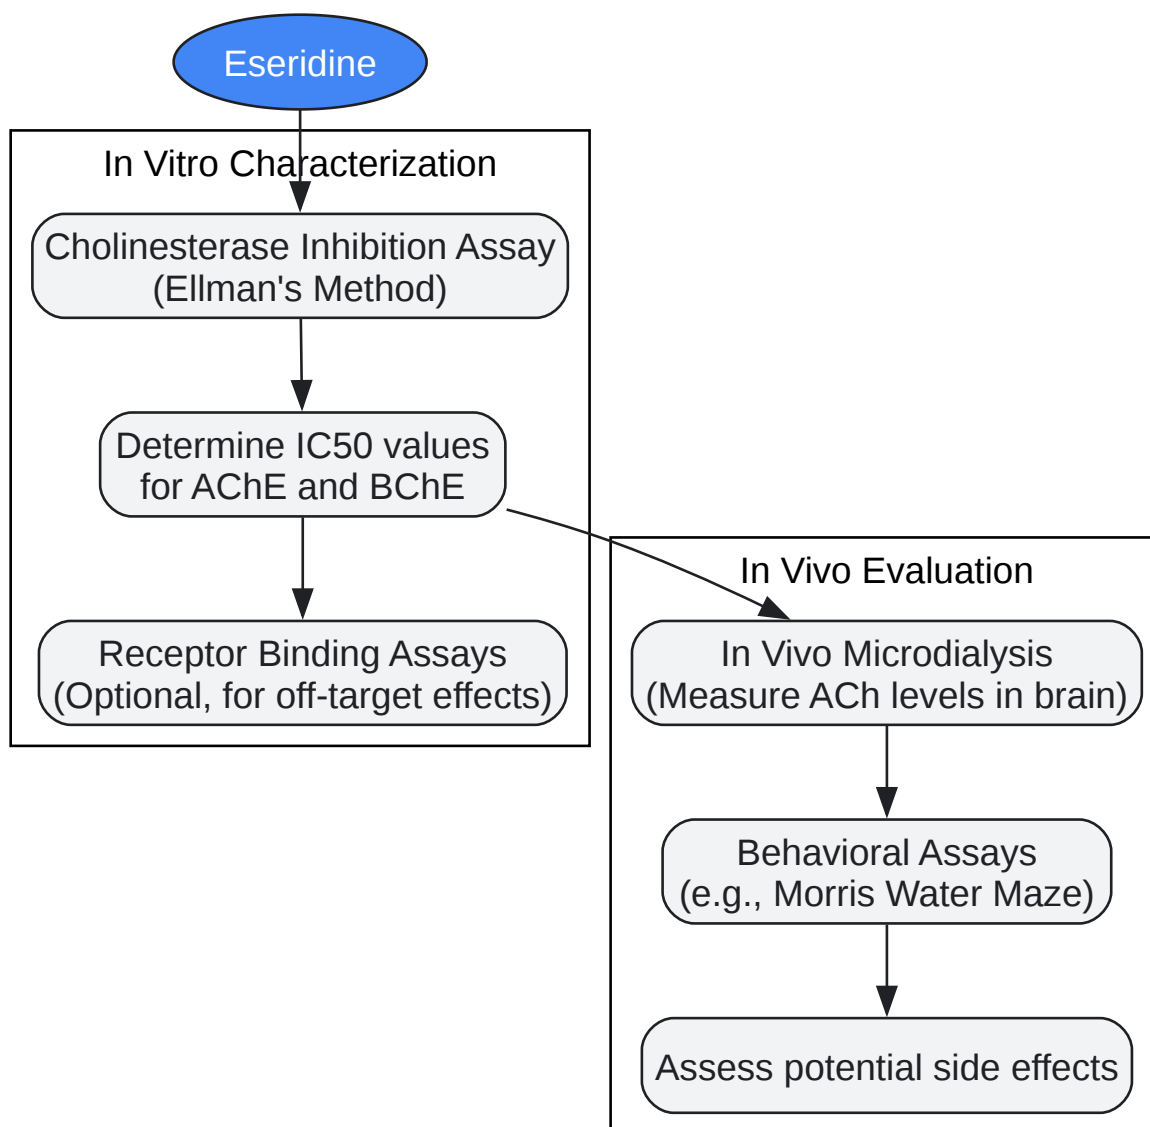 Eseridine
In Vitro Characterization
Cholinesterase Inhibition Assay
(Ellman's Method)
Determine IC50 values
for AChE and BChE
Receptor Binding Assays
(Optional, for off-target effects)
In Vivo Evaluation
In Vivo Microdialysis
(Measure ACh levels in brain)
Behavioral Assays
(e.g., Morris Water Maze)
Assess potential side effects